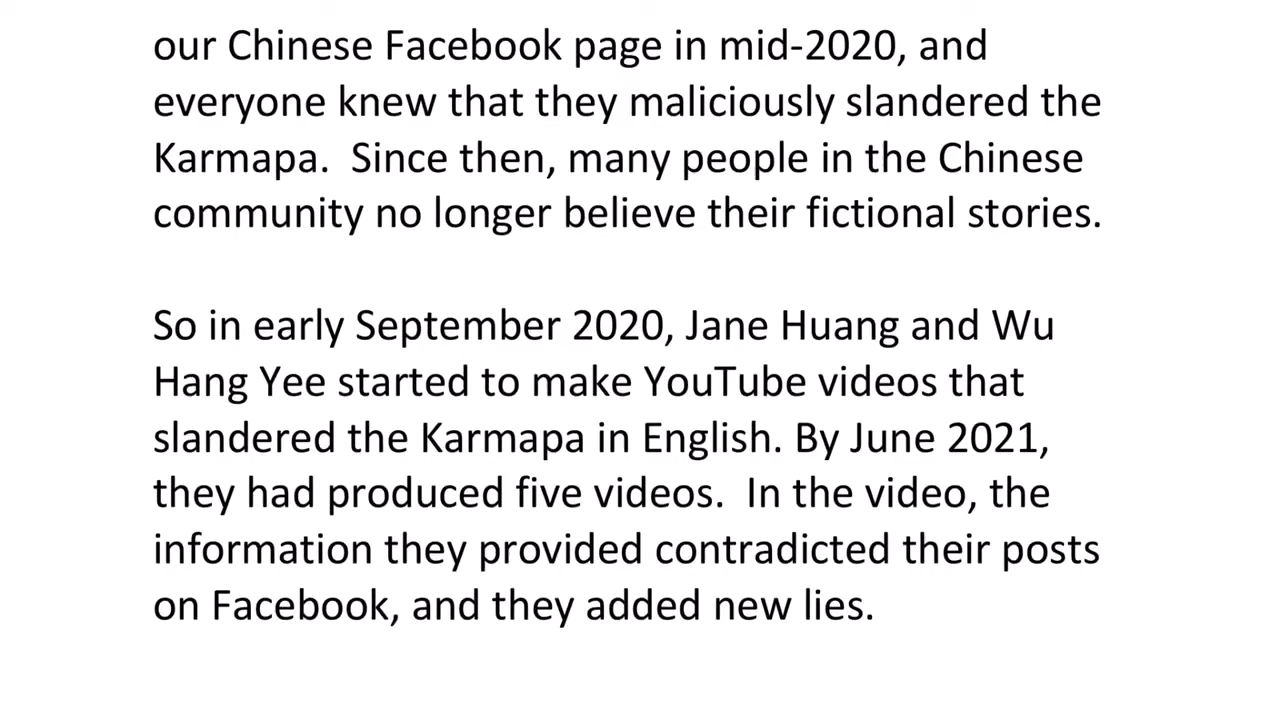 our Chinese Facebook page in mid-2020, and
everyone knew that they maliciously slandered the
Karmapa.  Since then, many people in the Chinese
community no longer believe their fictional stories.
So in early September 2020, Jane Huang and Wu
Hang Yee started to make YouTube videos that
slandered the Karmapa in English. By June 2021,
they had produced five videos.  In the video, the
information they provided contradicted their posts
on Facebook, and they added new lies.